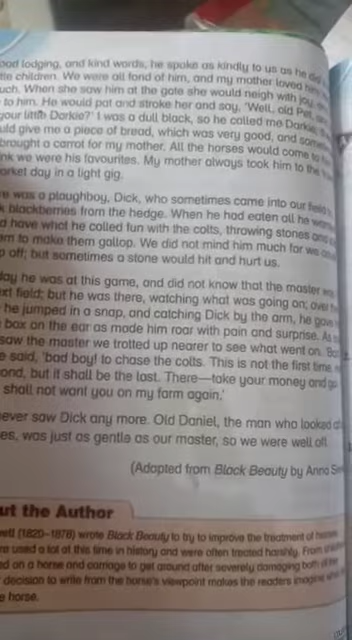 lodging, and kind words, he spoke as kindly to us as he did
children. We were all fond of him, and my mother loved him
When she saw him at the gate she would neigh with joy,
to him. He would pat and stroke her and say, 'Well, old Pet,
your little Darkie?' I was a dull black, so he called me Darkie;
give me a piece of bread, which was very good, and
brought a carrot for my mother. All the horses would come to
we were his favourites. My mother always took him to the
day in a light gig.
was a ploughboy, Dick, who sometimes came into our field
blackberries from the hedge. When he had eaten all he
have what he called fun with the colts, throwing stones and
to make them gallop. We did not mind him much for we
off; but sometimes a stone would hit and hurt us.
day he was at this game, and did not know that the master
field; but he was there, watching what was going on; over
he jumped in a snap, and catching Dick by the arm, he gave
box on the ear as made him roar with pain and surprise. As
saw the master we trotted up nearer to see what went on.
said, 'bad boy! to chase the colts. This is not the first time,
but it shall be the last. There—take your money and go
shall not want you on my farm again.'
saw Dick any more. Old Daniel, the man who looked
was just as gentle as our master, so we were well off.
(Adapted from Black Beauty by Anna
the Author
(1820–1878) wrote Black Beauty to try to improve the treatment of horses
used a lot at this time in history and were often treated harshly. From
on a horse and carriage to get around after severely damaging both
decision to write from the horse's viewpoint makes the readers imagine
horse.